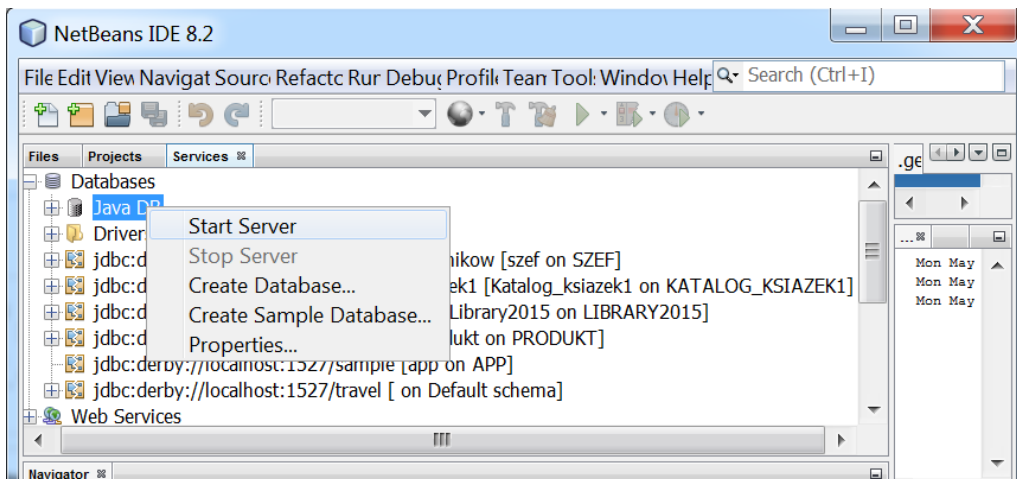 NetBeans IDE 8.2
File Edit View Navigat Sourc Refactc Rur Debug Profile Team Tool: Windov Help Search (Ctrl+I)
Files Projects Services
.ge
Databases
Java DB
Start Server
Driver
Stop Server
jdbc:d nikow [szef on SZEF]
Create Database...
jdbc:d ek1 [Katalog_ksiazek1 on KATALOG_KSIAZEK1]
Create Sample Database...
jdbc:d Library2015 on LIBRARY2015]
Properties...
jdbc:d dukt on PRODUKT]
jdbc:derby://localhost:1527/sample [app on APP]
jdbc:derby://localhost:1527/travel [ on Default schema]
Web Services
...
Mon May
Mon May
Mon May
Navigator